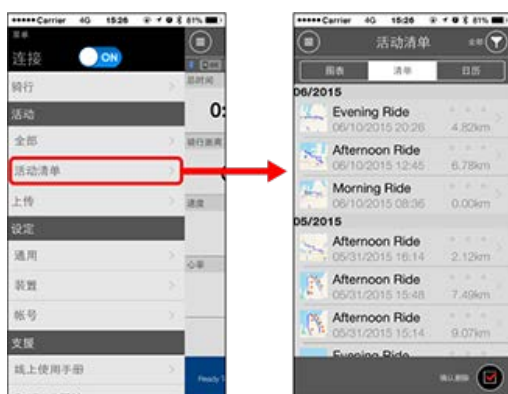 Carrier 4G 15:26 81%
菜单
连接 ON
骑行
活动
全部
活动清单
上传
设定
通用
装置
帐号
支援
线上使用手册
总时间
0:
骑行距离
速度
心率
Ready T
Carrier 4G 15:26 81%
活动清单 全部
图表 清单 日历
06/2015
Evening Ride
06/10/2015 20:26 4.82km
Afternoon Ride
06/10/2015 12:45 6.78km
Morning Ride
06/10/2015 08:36 0.00km
05/2015
Afternoon Ride
05/31/2015 16:14 2.12km
Afternoon Ride
05/31/2015 15:48 7.49km
Afternoon Ride
05/31/2015 15:14 9.07km
Evening Ride
确认删除